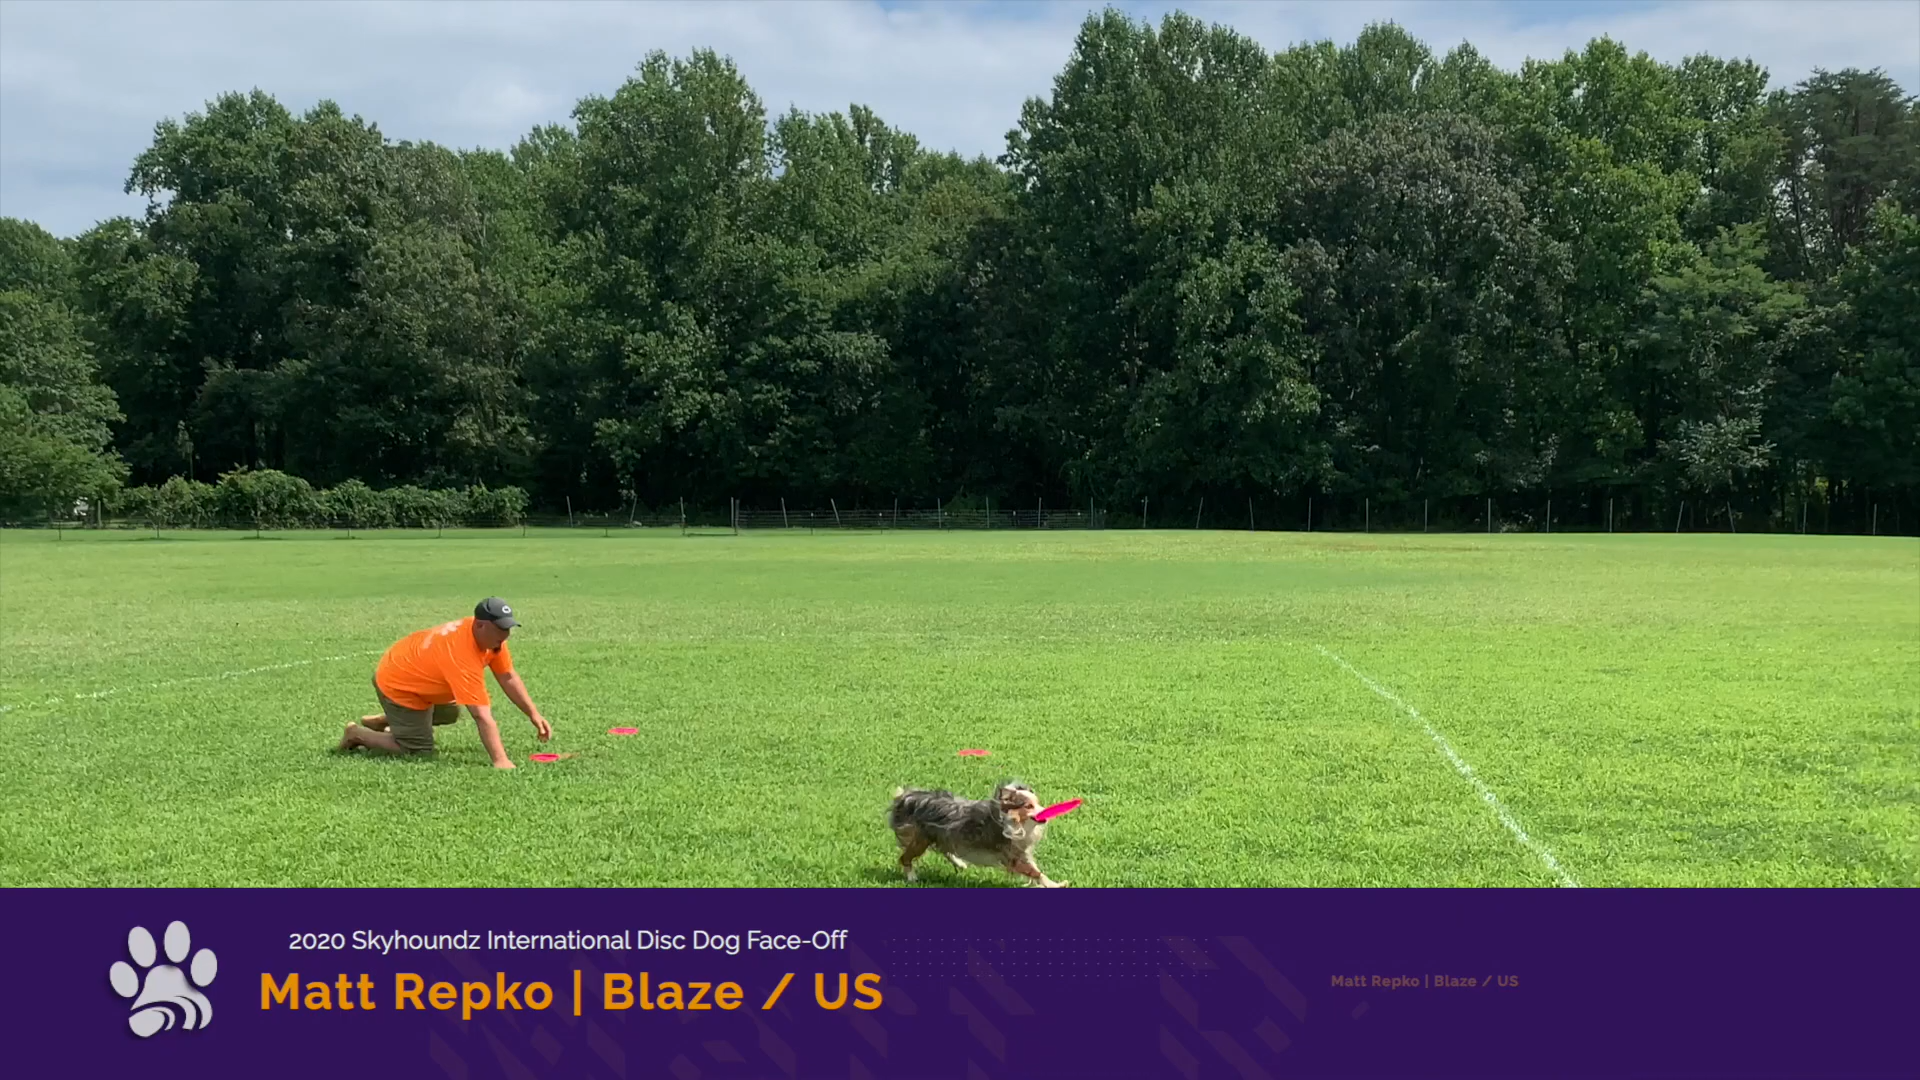 2020 Skyhoundz International Disc Dog Face-Off
Matt Repko | Blaze / US
Matt Repko | Blaze / US